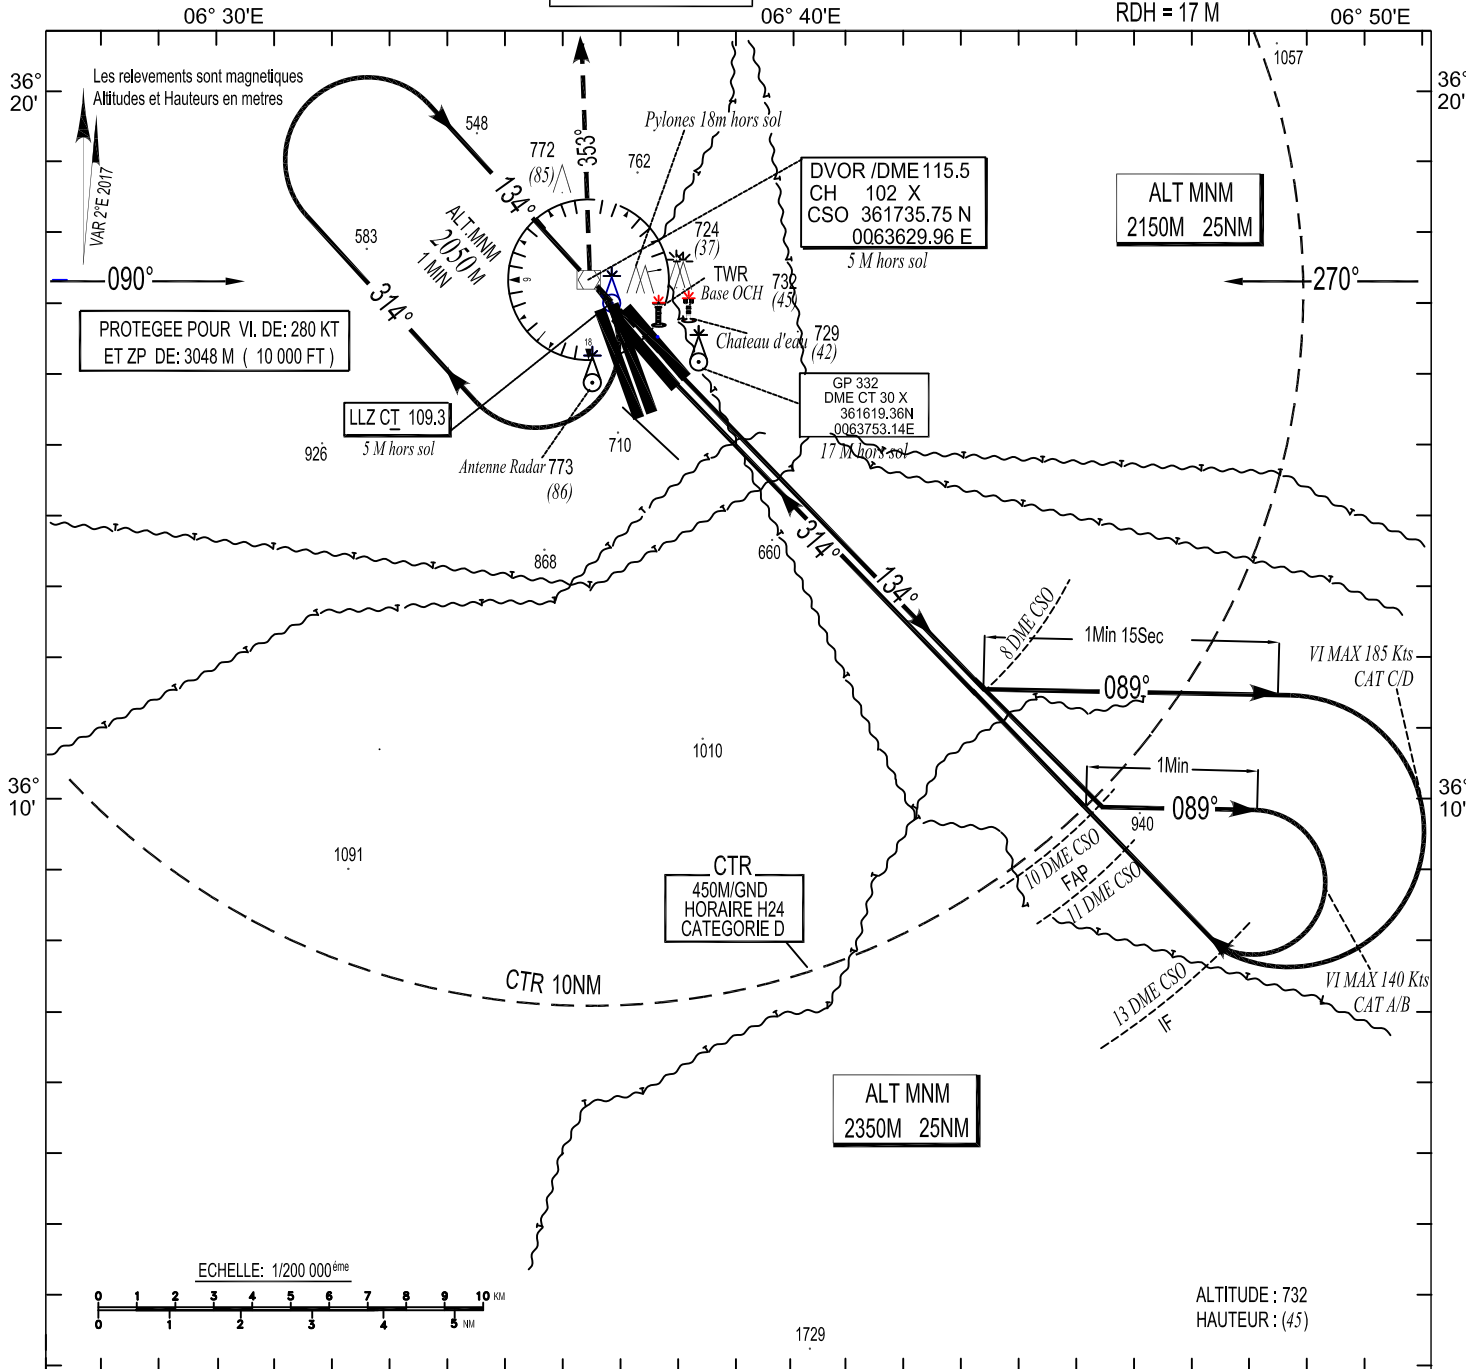 06° 30'E
06° 40'E
RDH = 17 M
06° 50'E
36°
20'
36°
20'
Les relevements sont magnetiques
Altitudes et Hauteurs en metres
VAR 2°E 2017
1057
548
Pylones 18m hors sol
353°
772
(85)
762
134°
ALT.MNM
2050 M
1 MIN
583
DVOR /DME 115.5
CH 102 X
CSO 361735.75 N
0063629.96 E
5 M hors sol
ALT MNM
2150M 25NM
724
(37)
TWR
Base OCH
732
(45)
090°
270°
314°
9
18
PROTEGEE POUR VI. DE: 280 KT
ET ZP DE: 3048 M ( 10 000 FT )
Chateau d'eau
729
(42)
GP 332
DME CT 30 X
361619.36N
0063753.14E
17 M hors sol
LLZ CT 109.3
5 M hors sol
926
710
Antenne Radar 773
(86)
868
660
314°
134°
8 DME CSO
1Min 15Sec
VI MAX 185 Kts
CAT C/D
089°
1010
1Min
36°
10'
36°
10'
089°
940
1091
10 DME CSO
FAP
11 DME CSO
CTR
450M/GND
HORAIRE H24
CATEGORIE D
CTR 10NM
13 DME CSO
IF
VI MAX 140 Kts
CAT A/B
ALT MNM
2350M 25NM
ECHELLE: 1/200 000 éme
0 1 2 3 4 5 6 7 8 9 10 KM
0 1 2 3 4 5 NM
ALTITUDE : 732
HAUTEUR : (45)
1729